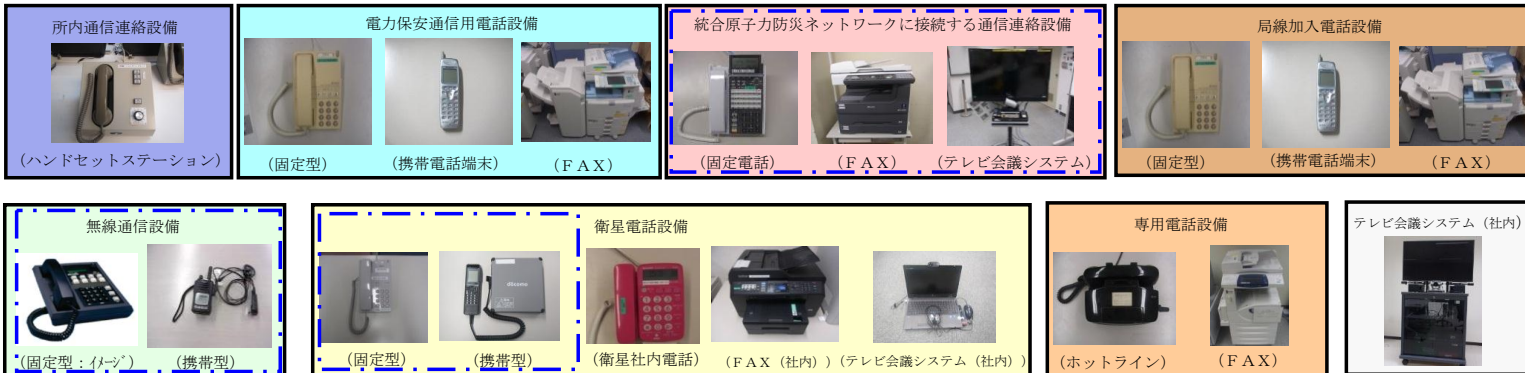 所内通信連絡設備
(ハンドセットステーション)
電力保安通信用電話設備
(固定型)
(携帯電話端末)
(FAX)
統合原子力防災ネットワークに接続する通信連絡設備
(固定電話)
(FAX)
(テレビ会議システム)
局線加入電話設備
(固定型)
(携帯電話端末)
(FAX)
無線通信設備
(固定型:イメージ)
(携帯型)
衛星電話設備
(固定型)
(携帯型)
(衛星社内電話)
(FAX(社内))
(テレビ会議システム(社内))
専用電話設備
(ホットライン)
(FAX)
テレビ会議システム(社内)